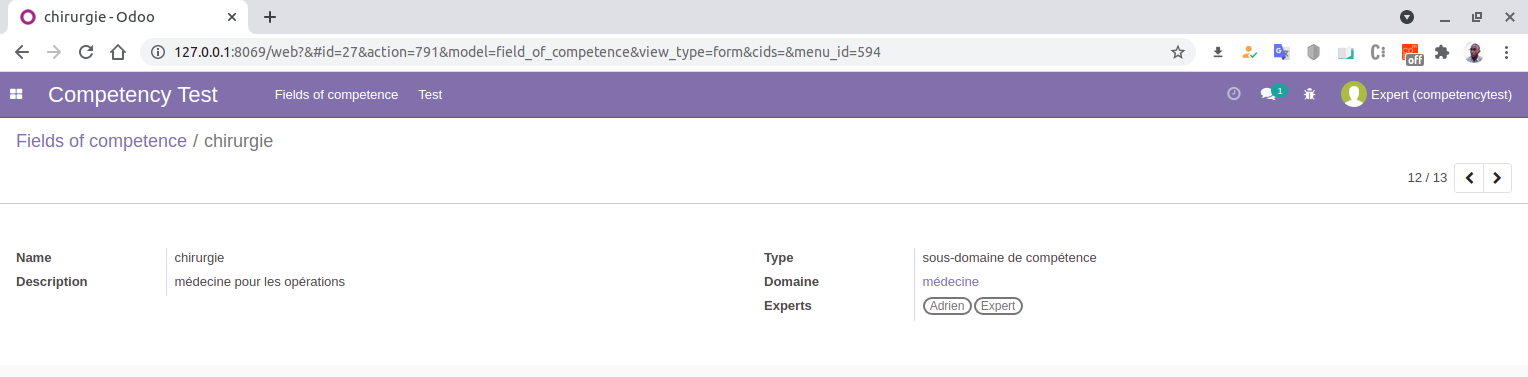 chirurgie - Odoo
127.0.0.1:8069/web?&#id=27&action=791&model=field_of_competence&view_type=form&cids=&menu_id=594
off
Competency Test Fields of competence Test 1 Expert (competencytest)
Fields of competence / chirurgie
12 / 13
Name chirurgie Type sous-domaine de compétence
Description médecine pour les opérations Domaine médecine
Experts Adrien Expert